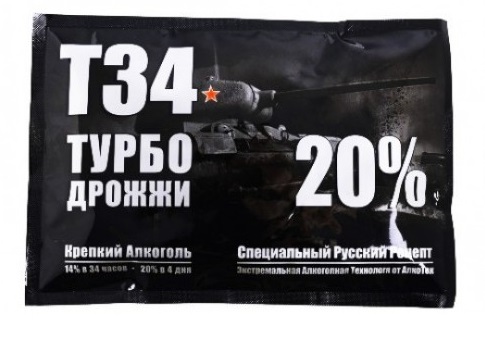 Т34
ТУРБО
ДРОЖЖИ
20%
Крепкий Алкоголь
14% в 34 часов - 20% в 4 дня
Специальный Русский Рецепт
Экстремальная Алкогольная Технологи от АлкоТек